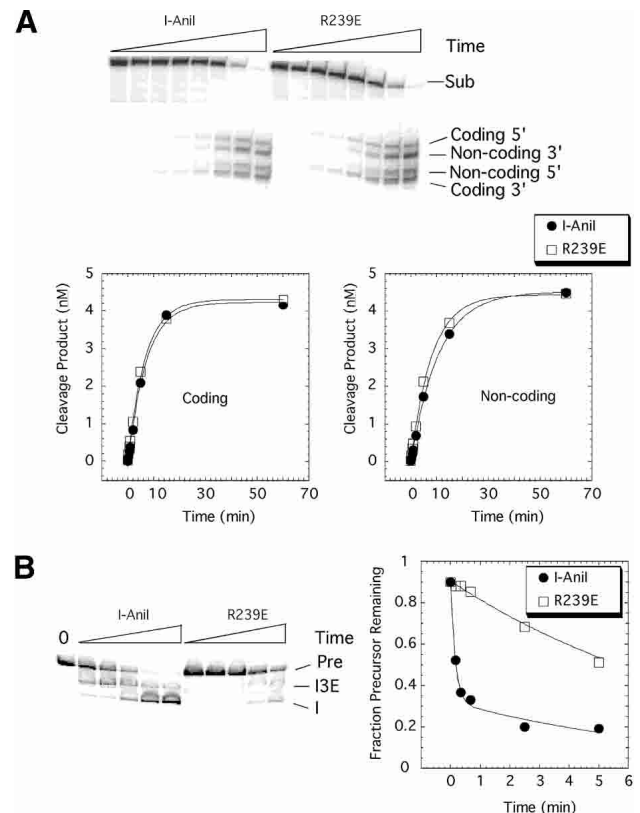 A
I-AniI R239E
Time
Sub
Coding 5'
Non-coding 3'
Non-coding 5'
Coding 3'
I-AniI
R239E
Cleavage Product (nM)
5
4
3
2
1
0
Coding
0 10 30 50 70
Time (min)
Cleavage Product (nM)
5
4
3
2
1
0
Non-coding
0 10 30 50 70
Time (min)
B
I-AniI R239E
0 Time
Pre
I3E
I
Fraction Precursor Remaining
1
0.8
0.6
0.4
0.2
0
I-AniI
R239E
0 1 2 3 4 5 6
Time (min)